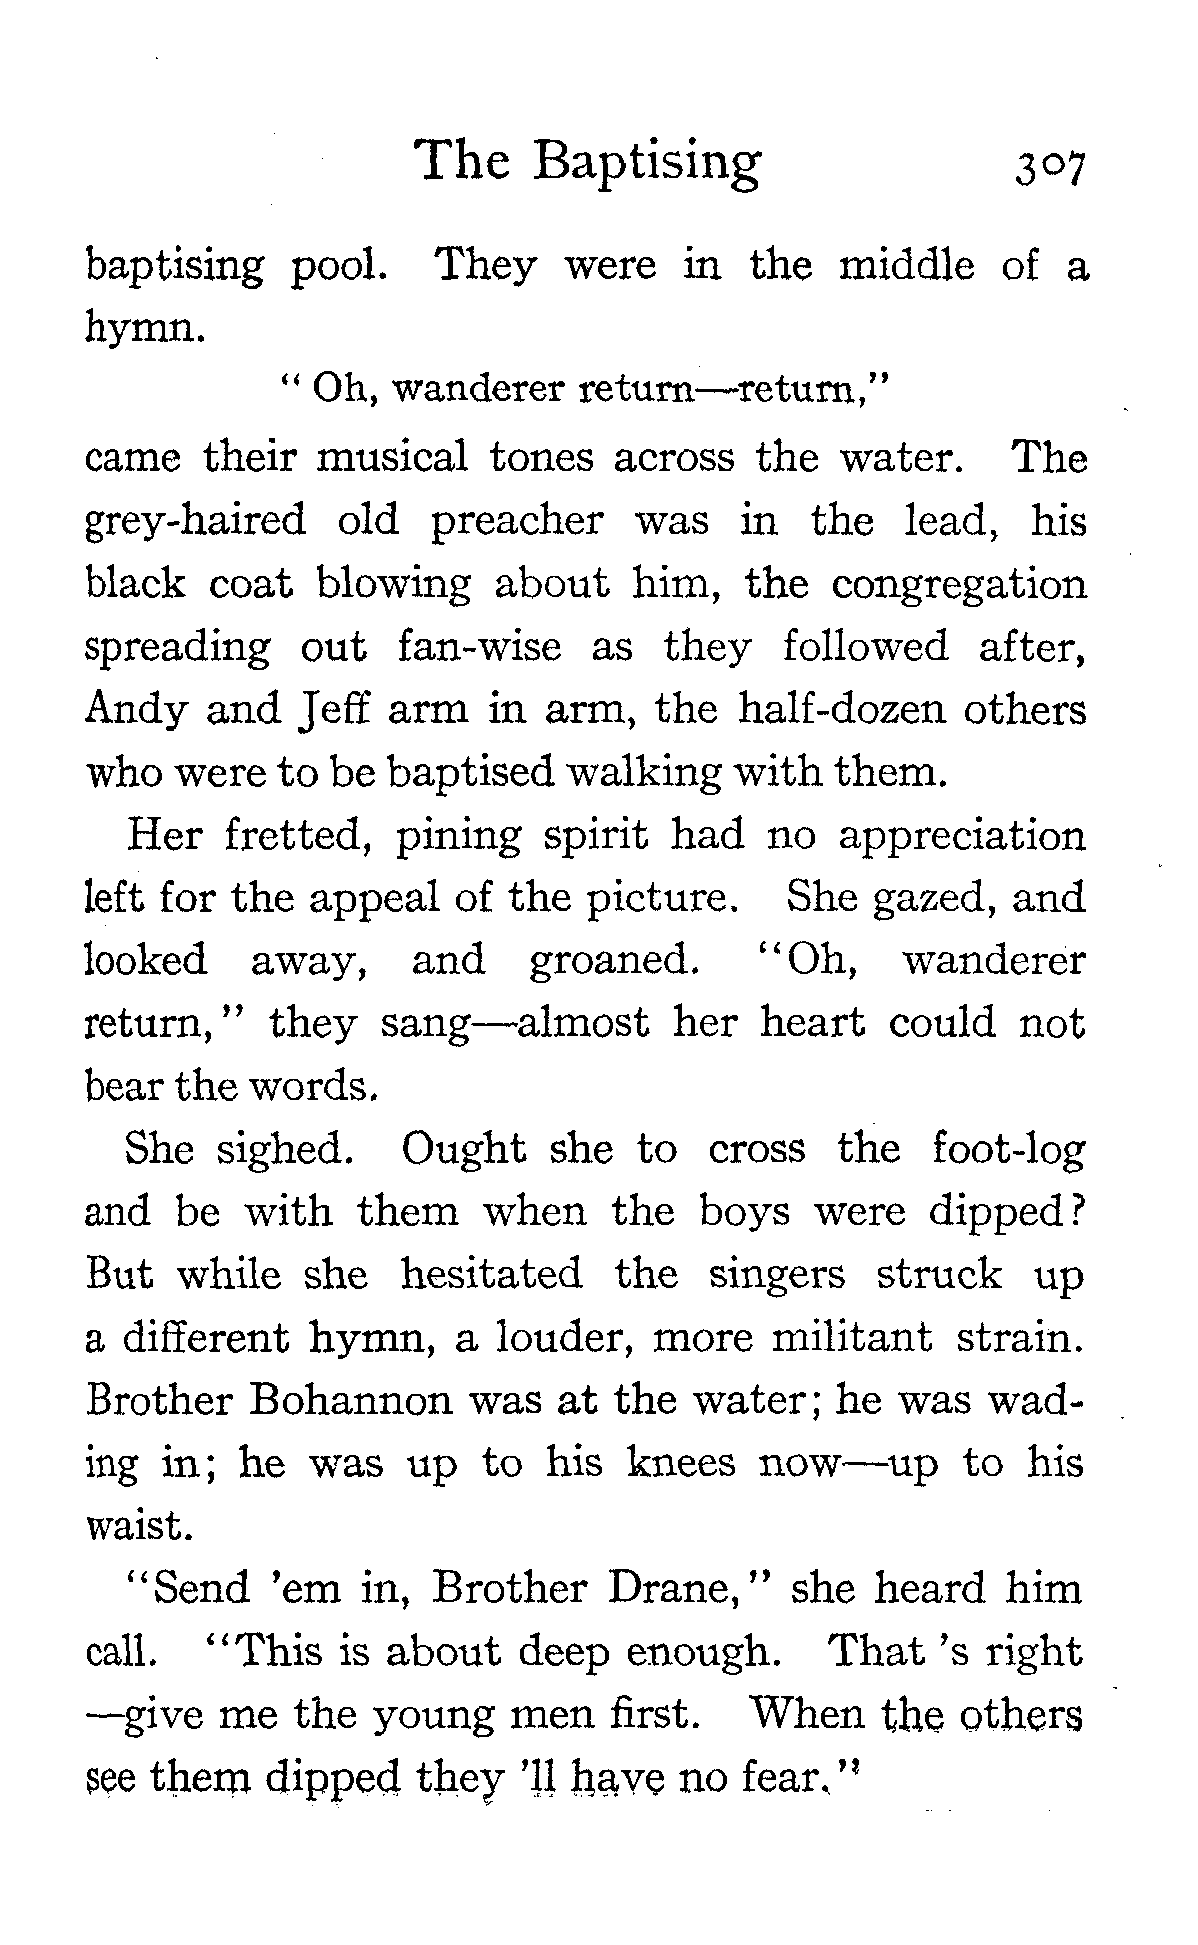 The Baptising 307
baptising pool. They were in the middle of a
hymn.
" Oh, wanderer return—return,"
came their musical tones across the water. The
grey-haired old preacher was in the lead, his
black coat blowing about him, the congregation
spreading out fan-wise as they followed after,
Andy and Jeff arm in arm, the half-dozen others
who were to be baptised walking with them.
Her fretted, pining spirit had no appreciation
left for the appeal of the picture. She gazed, and
looked away, and groaned. "Oh, wanderer
return," they sang—almost her heart could not
bear the words.
She sighed. Ought she to cross the foot-log
and be with them when the boys were dipped?
But while she hesitated the singers struck up
a different hymn, a louder, more militant strain.
Brother Bohannon was at the water; he was wad-
ing in; he was up to his knees now—up to his
waist.
"Send 'em in, Brother Drane," she heard him
call. "This is about deep enough. That 's right
—give me the young men first. When the others
see them dipped they 'll have no fear."